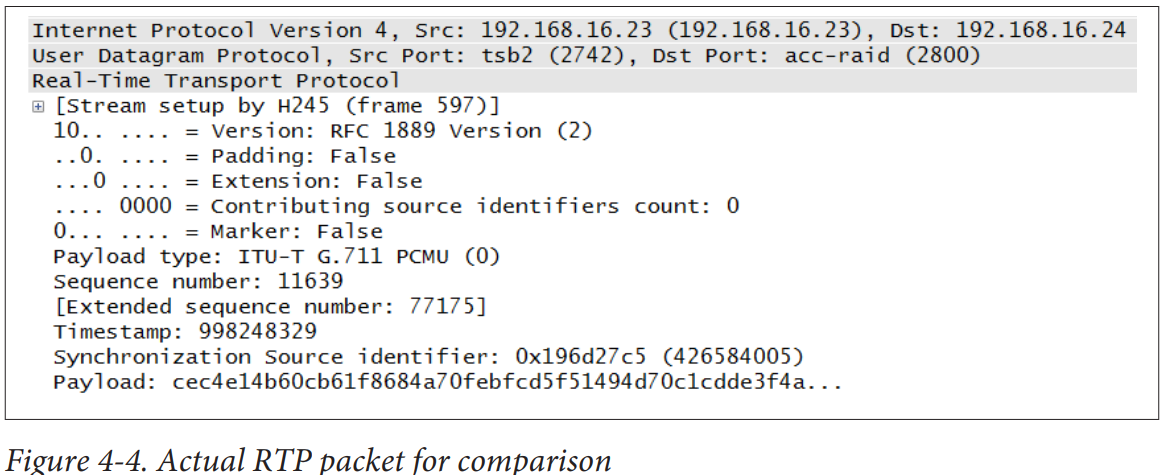 Internet Protocol Version 4, Src: 192.168.16.23 (192.168.16.23), Dst: 192.168.16.24
User Datagram Protocol, Src Port: tsb2 (2742), Dst Port: acc-raid (2800)
Real-Time Transport Protocol
[Stream setup by H245 (frame 597)]
10.. .... = Version: RFC 1889 Version (2)
..0. .... = Padding: False
...0 .... = Extension: False
.... 0000 = Contributing source identifiers count: 0
0... .... = Marker: False
Payload type: ITU-T G.711 PCMU (0)
Sequence number: 11639
[Extended sequence number: 77175]
Timestamp: 998248329
Synchronization Source identifier: 0x196d27c5 (426584005)
Payload: cec4e14b60cb61f8684a70febfcd5f51494d70c1cdde3f4a...
Figure 4-4. Actual RTP packet for comparison